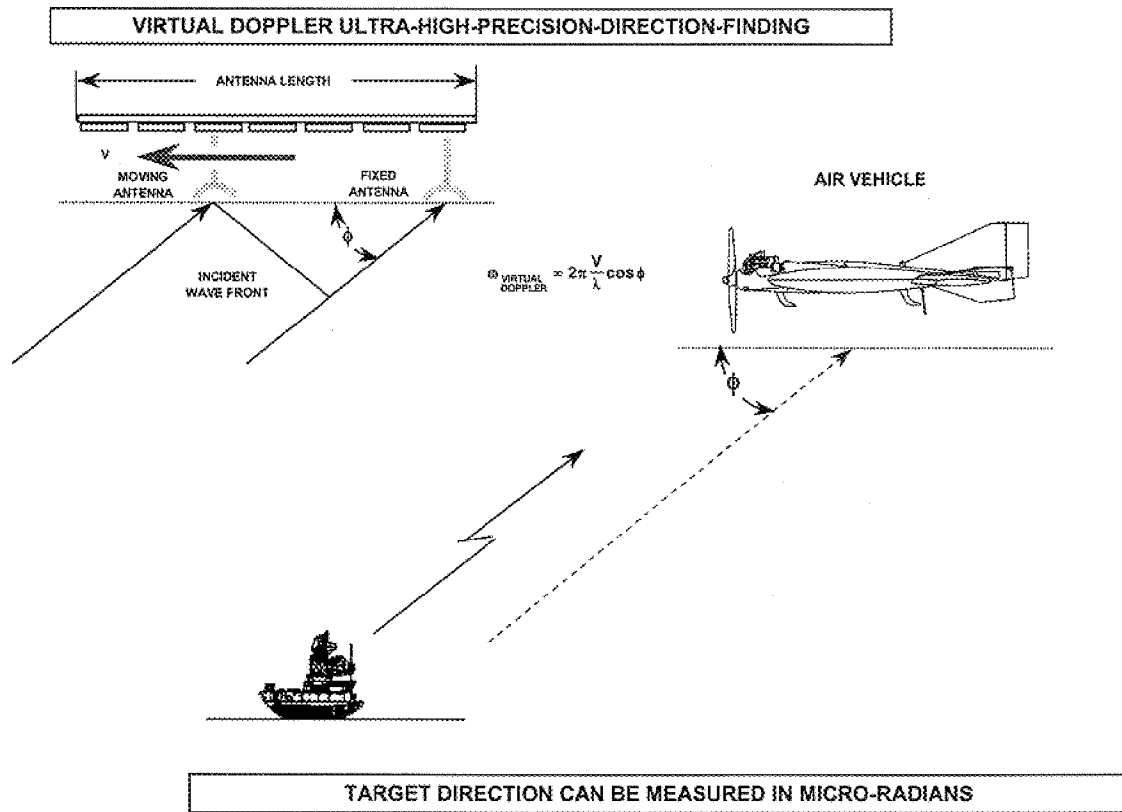 VIRTUAL DOPPLER ULTRA-HIGH-PRECISION-DIRECTION-FINDING
ANTENNA LENGTH
V
MOVING ANTENNA
FIXED ANTENNA
AIR VEHICLE
ϕ
INCIDENT WAVE FRONT
ω VIRTUAL DOPPLER = 2π V/λ cos ϕ
ϕ
TARGET DIRECTION CAN BE MEASURED IN MICRO-RADIANS